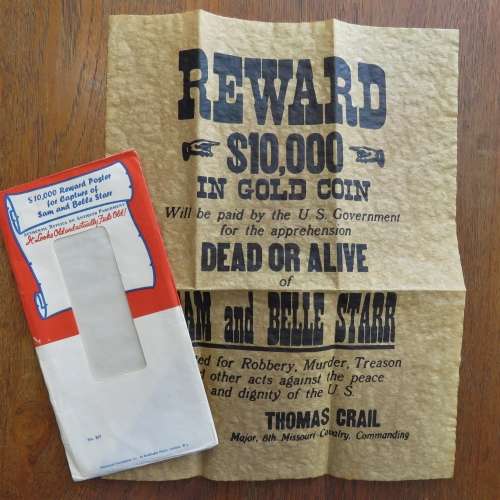 $10,000 Reward Poster
for Capture of
Sam and Belle Starr
It Looks Old and actually Feels Old!
REWARD
$10,000
IN GOLD COIN
Will be paid by the U.S. Government
for the apprehension
DEAD OR ALIVE
of
AM and BELLE STARR
ed for Robbery, Murder, Treason
d other acts against the peace
and dignity of the U.S.
THOMAS CRAIL
Major, 8th Missouri Cavalry, Commanding